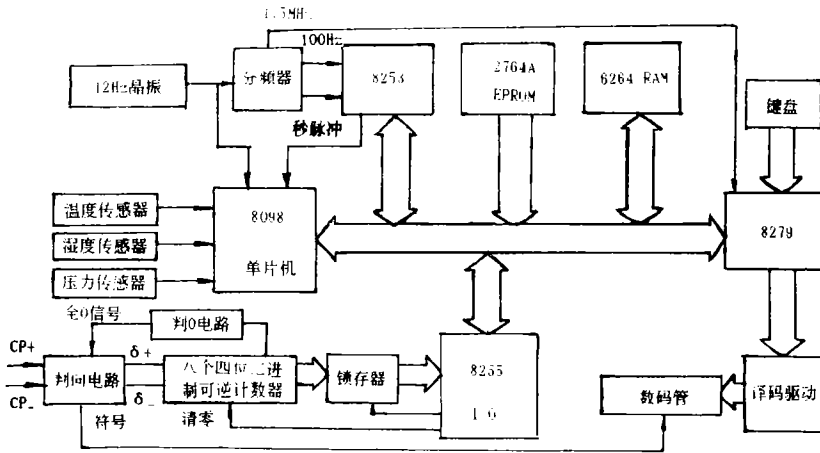 1.5MHz
100Hz
12Hz晶振
分频器
8253
2764A
EPROM
6264 RAM
键盘
秒脉冲
温度传感器
湿度传感器
压力传感器
8098
单片机
8279
全0信号
判0电路
CP+
CP-
判向电路
δ+
δ-
八个四位二进
制可逆计数器
锁存器
8255
数码管
译码驱动
符号
清零